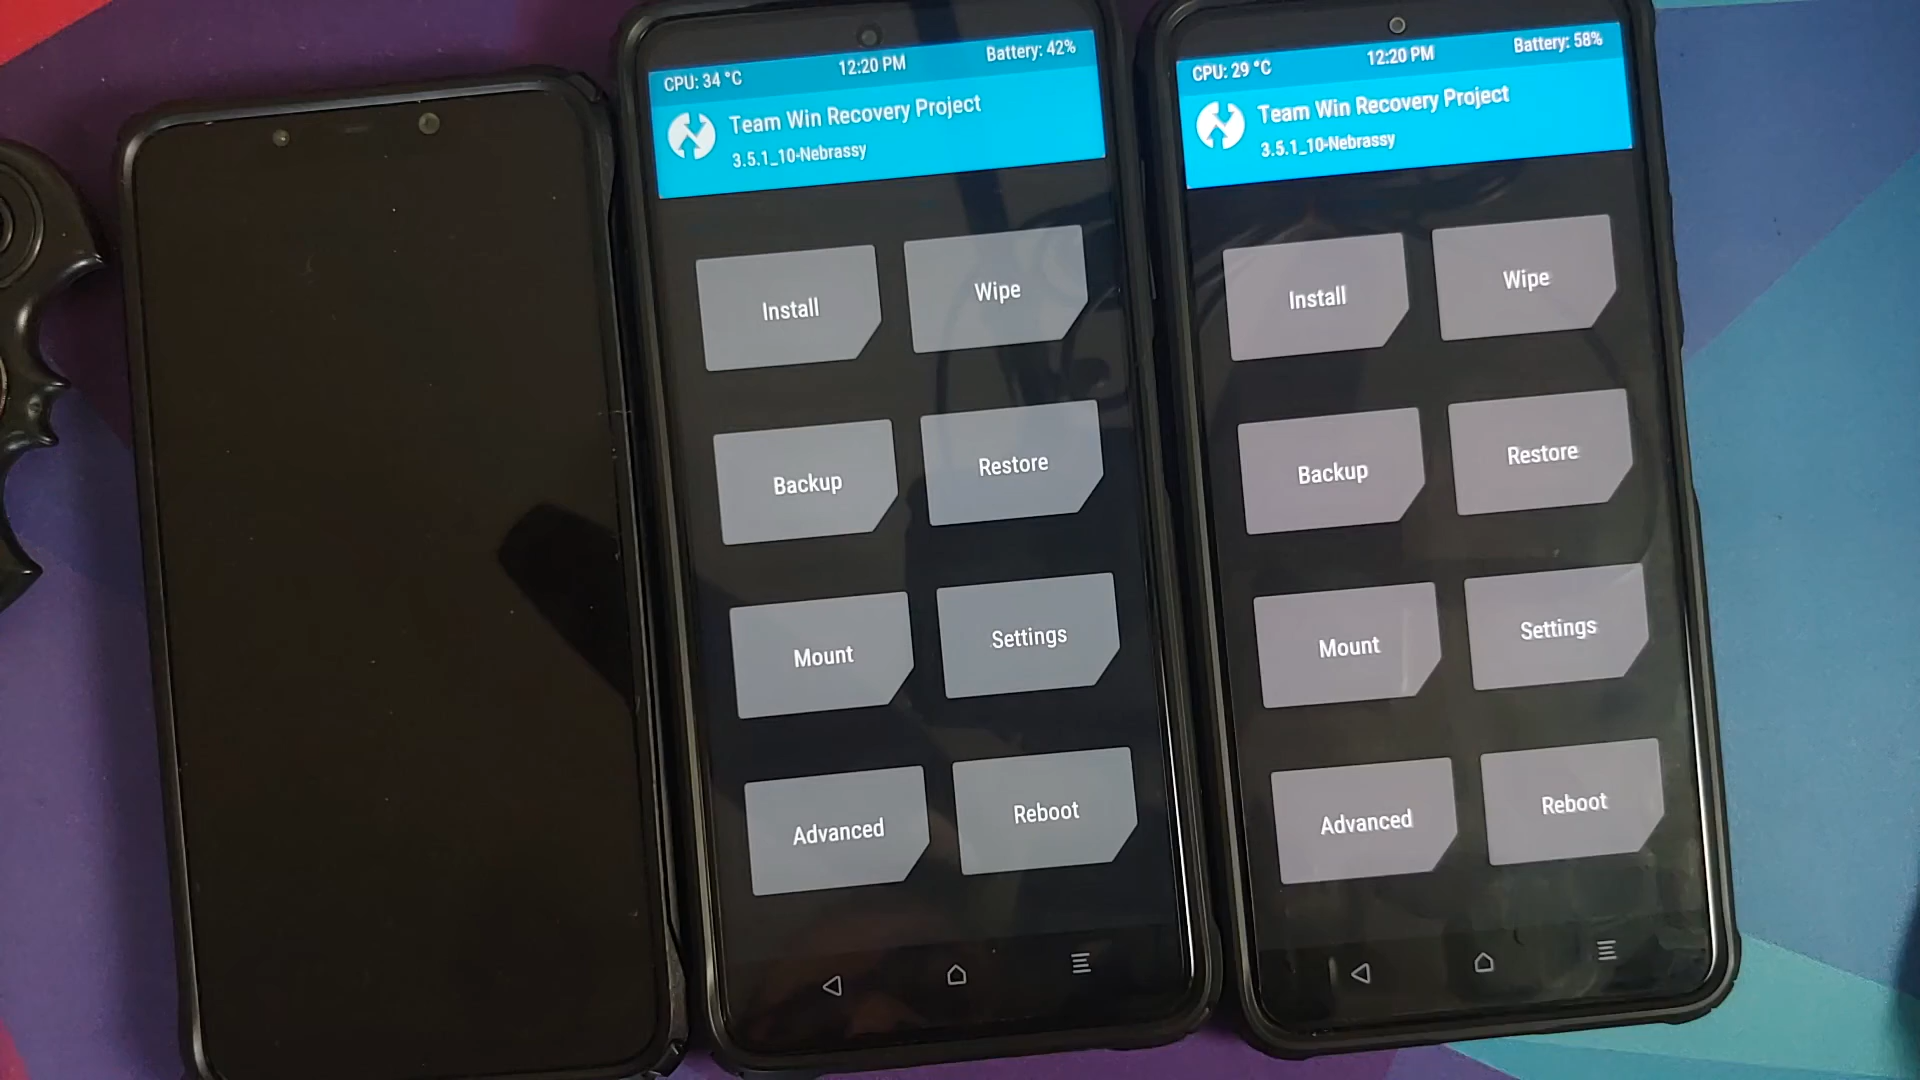 CPU: 34 °C 12:20 PM Battery: 42%
Team Win Recovery Project
3.5.1_10-Nebrassy
Install Wipe
Backup Restore
Mount Settings
Advanced Reboot
CPU: 29 °C 12:20 PM Battery: 58%
Team Win Recovery Project
3.5.1_10-Nebrassy
Install Wipe
Backup Restore
Mount Settings
Advanced Reboot